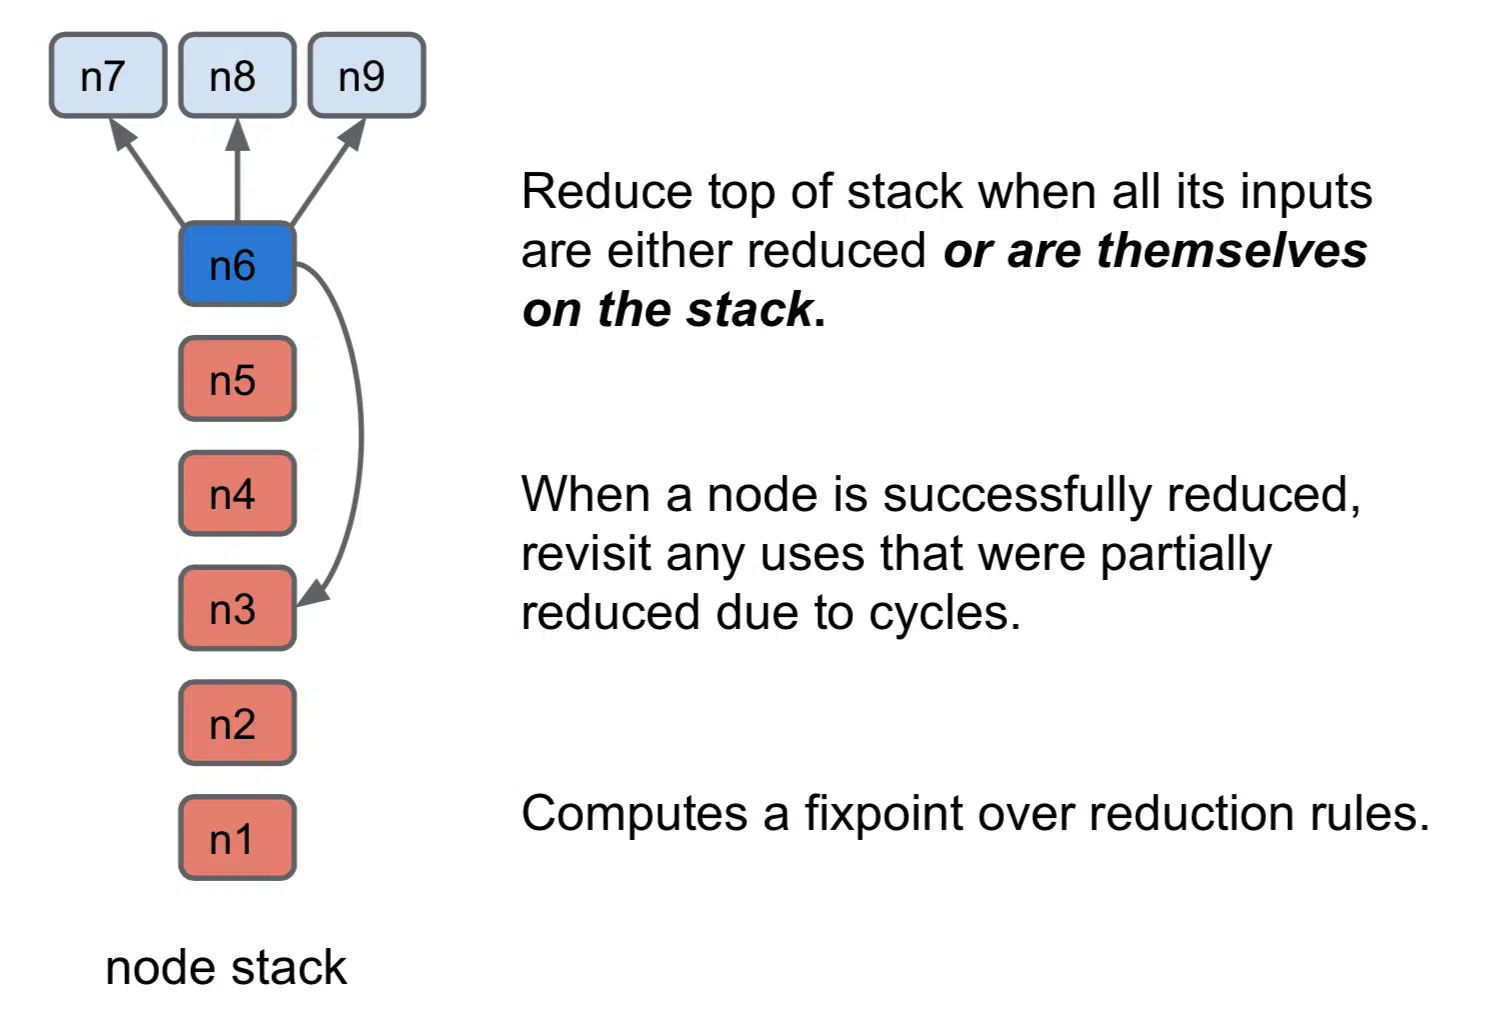 n7 n8 n9
n6
n5
n4
n3
n2
n1
node stack
Reduce top of stack when all its inputs
are either reduced or are themselves
on the stack.
When a node is successfully reduced,
revisit any uses that were partially
reduced due to cycles.
Computes a fixpoint over reduction rules.